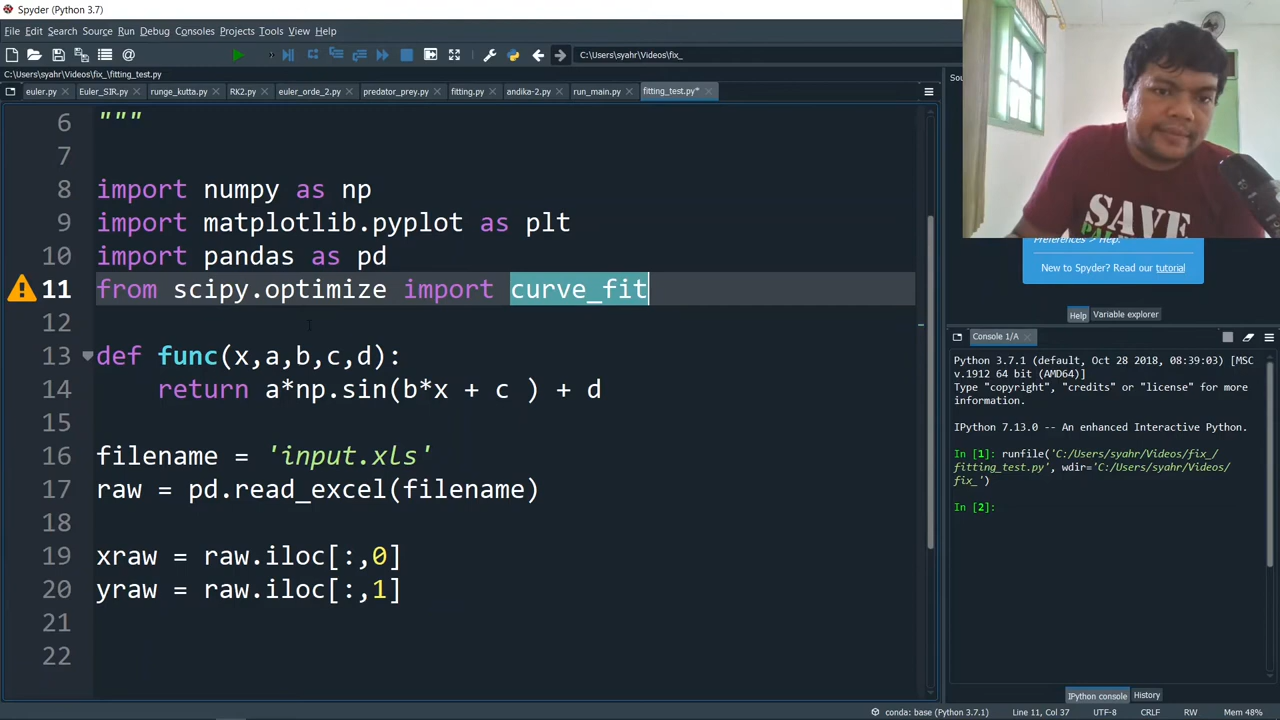 Spyder (Python 3.7)
File Edit Search Source Run Debug Consoles Projects Tools View Help
C:\Users\syahr\Videos\fix_
C:\Users\syahr\Videos\fix_\fitting_test.py
euler.py Euler_SIR.py runge_kutta.py RK2.py euler_orde_2.py predator_prey.py fitting.py andika-2.py run_main.py fitting_test.py*
6 """
7
8 import numpy as np
9 import matplotlib.pyplot as plt
10 import pandas as pd
11 from scipy.optimize import curve_fit
12
13 def func(x,a,b,c,d):
14 return a*np.sin(b*x + c ) + d
15
16 filename = 'input.xls'
17 raw = pd.read_excel(filename)
18
19 xraw = raw.iloc[:,0]
20 yraw = raw.iloc[:,1]
21
22
SAVE
Preferences > Help.
New to Spyder? Read our tutorial
Help Variable explorer
Console 1/A
Python 3.7.1 (default, Oct 28 2018, 08:39:03) [MSC
v.1912 64 bit (AMD64)]
Type "copyright", "credits" or "license" for more
information.
IPython 7.13.0 -- An enhanced Interactive Python.
In [1]: runfile('C:/Users/syahr/Videos/fix_/
fitting_test.py', wdir='C:/Users/syahr/Videos/
fix_')
In [2]:
IPython console History
conda: base (Python 3.7.1) Line 11, Col 37 UTF-8 CRLF RW Mem 48%